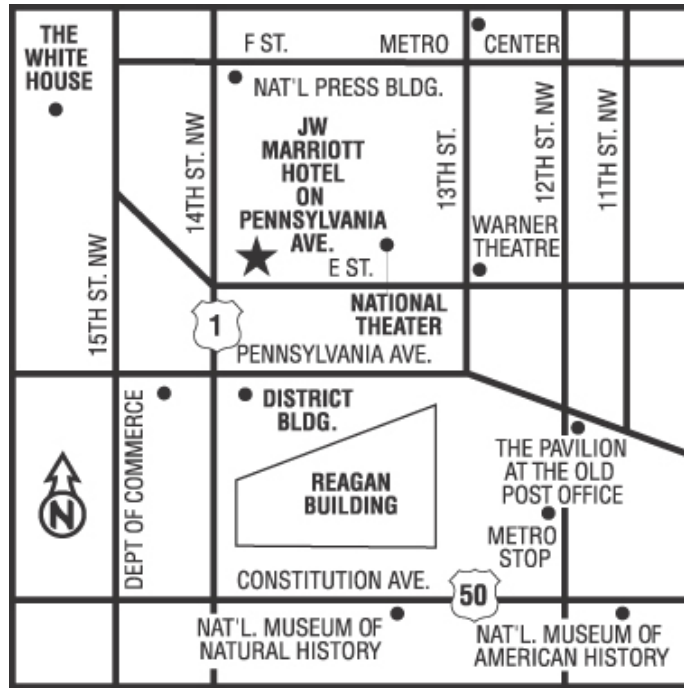 THE
WHITE
HOUSE
F ST.
METRO
CENTER
NAT'L PRESS BLDG.
JW
MARRIOTT
HOTEL
ON
PENNSYLVANIA
AVE.
14TH ST. NW
13TH ST.
12TH ST. NW
11TH ST. NW
WARNER
THEATRE
E ST.
15TH ST. NW
NATIONAL
THEATER
1
PENNSYLVANIA AVE.
DEPT OF COMMERCE
DISTRICT
BLDG.
REAGAN
BUILDING
THE PAVILION
AT THE OLD
POST OFFICE
N
METRO
STOP
CONSTITUTION AVE.
50
NAT'L. MUSEUM OF
NATURAL HISTORY
NAT'L. MUSEUM OF
AMERICAN HISTORY